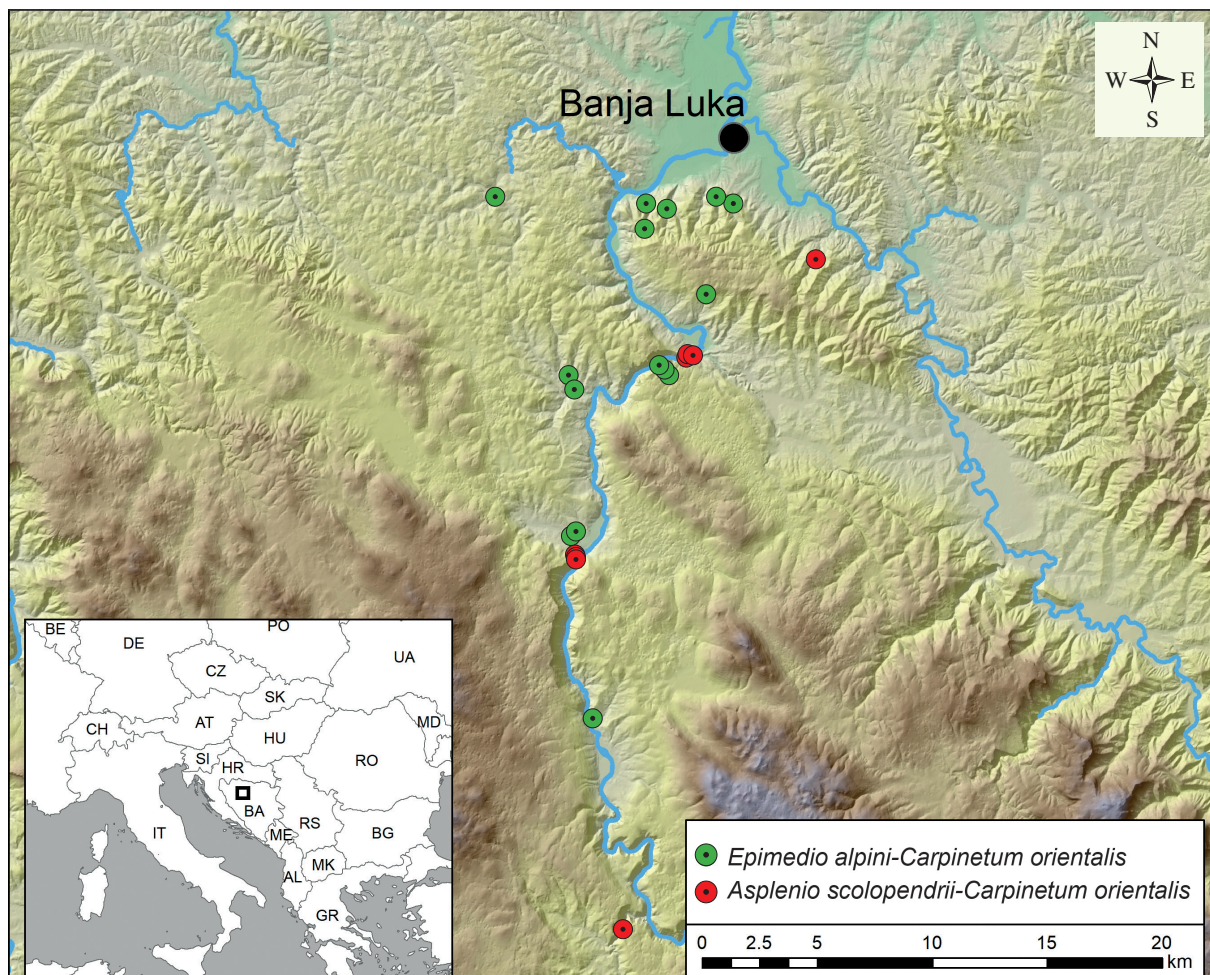 N
W E
S
Banja Luka
BE
DE
PO
UA
CZ
SK
CH
AT
MD
HU
SI
HR
RO
BA
RS
IT
ME
BG
MK
AL
GR
Epimedio alpini-Carpinetum orientalis
Asplenio scolopendrii-Carpinetum orientalis
0 2.5 5 10 15 20
km